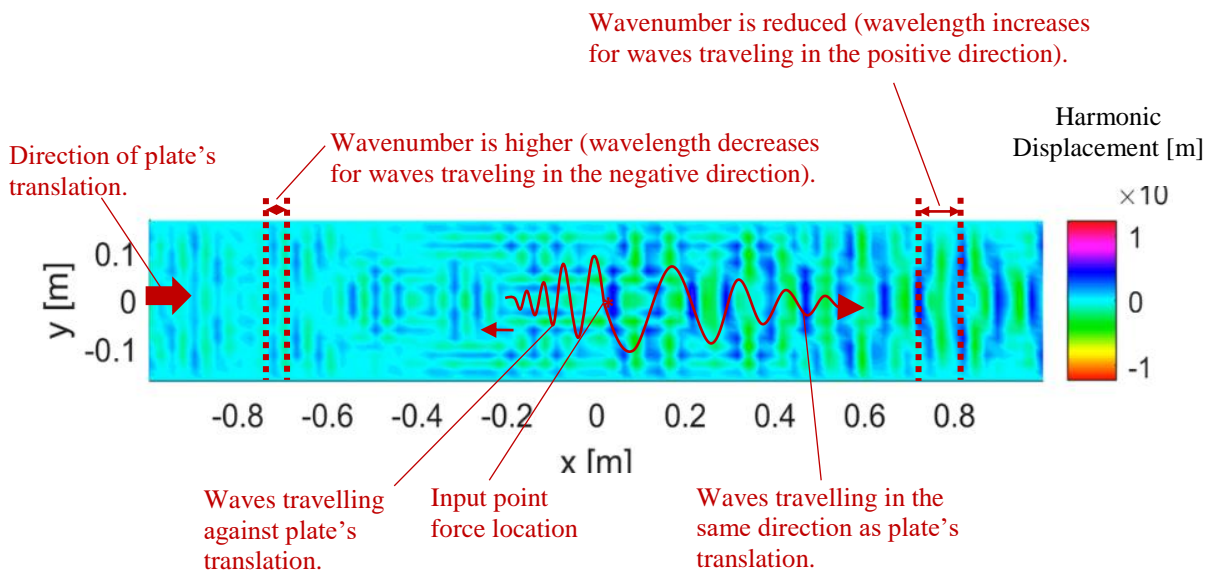 Wavenumber is reduced (wavelength increases
for waves traveling in the positive direction).
Harmonic
Displacement [m]
Wavenumber is higher (wavelength decreases
for waves traveling in the negative direction).
Direction of plate's
translation.
×10
1
0
-1
y [m]
0.1
0
-0.1
-0.8 -0.6 -0.4 -0.2 0 0.2 0.4 0.6 0.8
x [m]
Waves travelling
against plate's
translation.
Input point
force location
Waves travelling in the
same direction as plate's
translation.